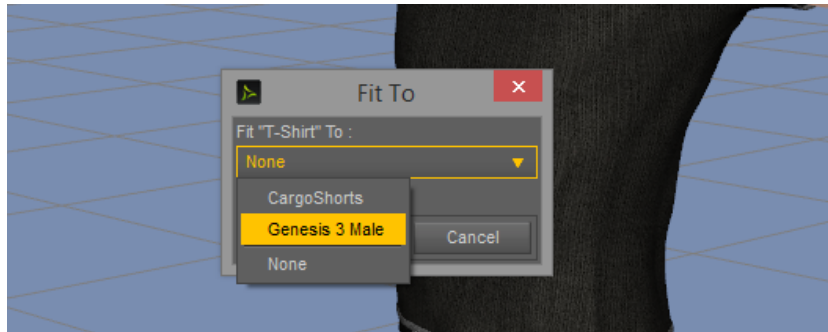 Fit To
Fit "T-Shirt" To :
None
CargoShorts
Genesis 3 Male
Cancel
None